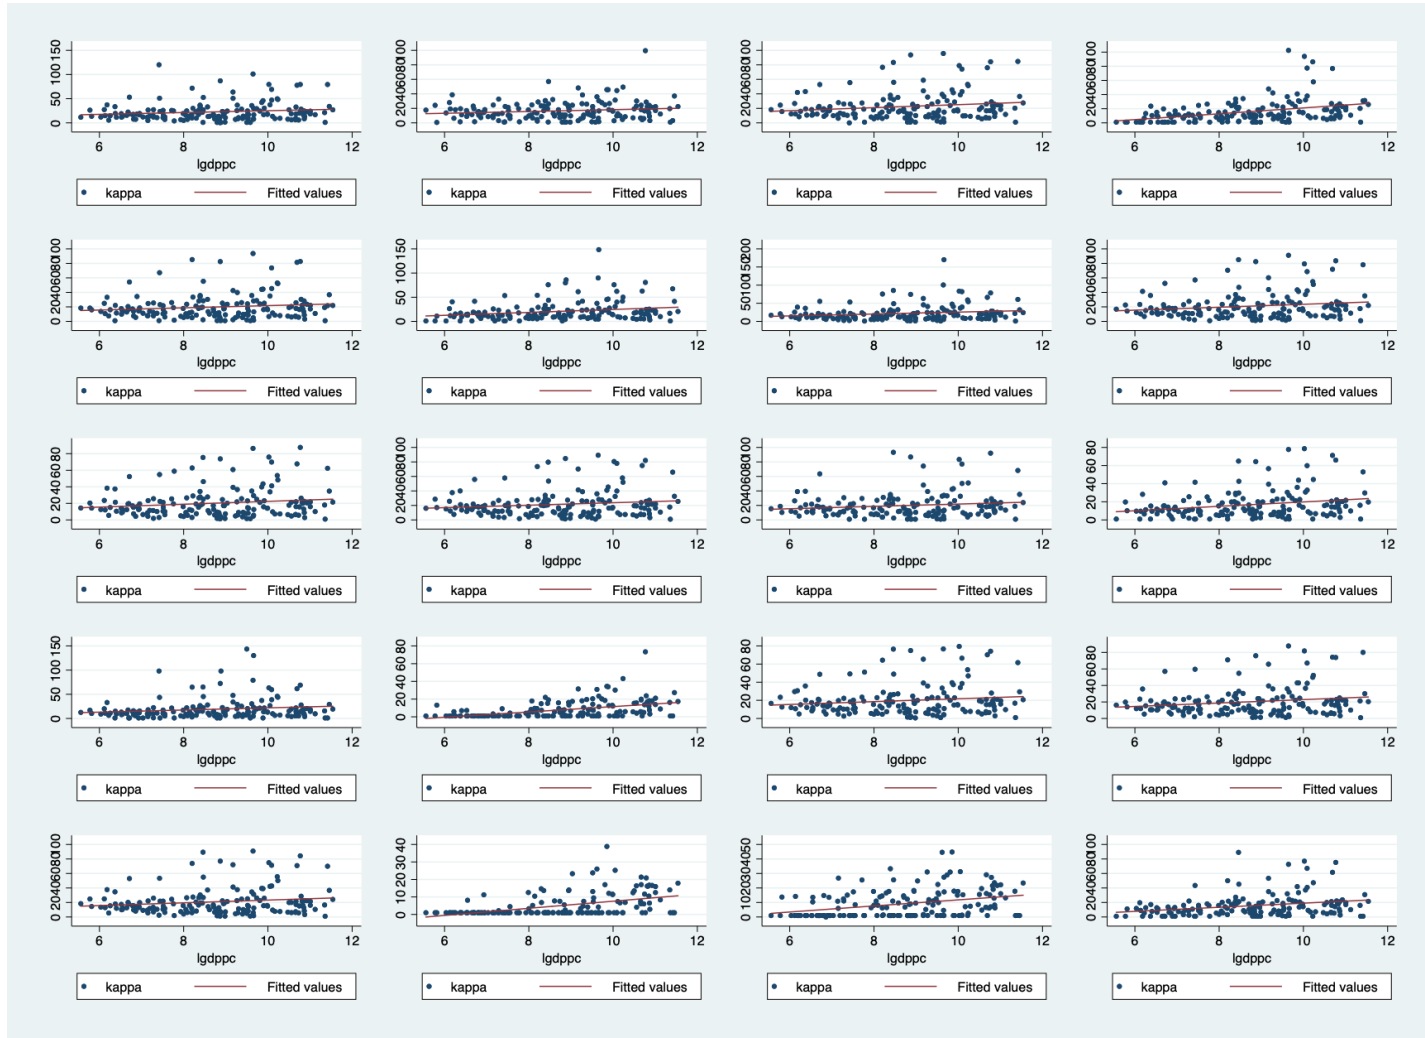 0 50 100 150
6 8 10 12
lgdppc
kappa Fitted values
0 20 40 60 80 100
6 8 10 12
lgdppc
kappa Fitted values
0 20 40 60 80 100
6 8 10 12
lgdppc
kappa Fitted values
0 20 40 60 80 100
6 8 10 12
lgdppc
kappa Fitted values
0 20 40 60 80 100
6 8 10 12
lgdppc
kappa Fitted values
0 50 100 150
6 8 10 12
lgdppc
kappa Fitted values
0 50 100 150 200
6 8 10 12
lgdppc
kappa Fitted values
0 20 40 60 80 100
6 8 10 12
lgdppc
kappa Fitted values
0 20 40 60 80
6 8 10 12
lgdppc
kappa Fitted values
0 20 40 60 80 100
6 8 10 12
lgdppc
kappa Fitted values
0 20 40 60 80 100
6 8 10 12
lgdppc
kappa Fitted values
0 20 40 60 80
6 8 10 12
lgdppc
kappa Fitted values
0 50 100 150
6 8 10 12
lgdppc
kappa Fitted values
0 20 40 60 80
6 8 10 12
lgdppc
kappa Fitted values
0 20 40 60 80
6 8 10 12
lgdppc
kappa Fitted values
0 20 40 60 80
6 8 10 12
lgdppc
kappa Fitted values
0 20 40 60 80 100
6 8 10 12
lgdppc
kappa Fitted values
0 10 20 30 40
6 8 10 12
lgdppc
kappa Fitted values
0 10 20 30 40 50
6 8 10 12
lgdppc
kappa Fitted values
0 20 40 60 80 100
6 8 10 12
lgdppc
kappa Fitted values